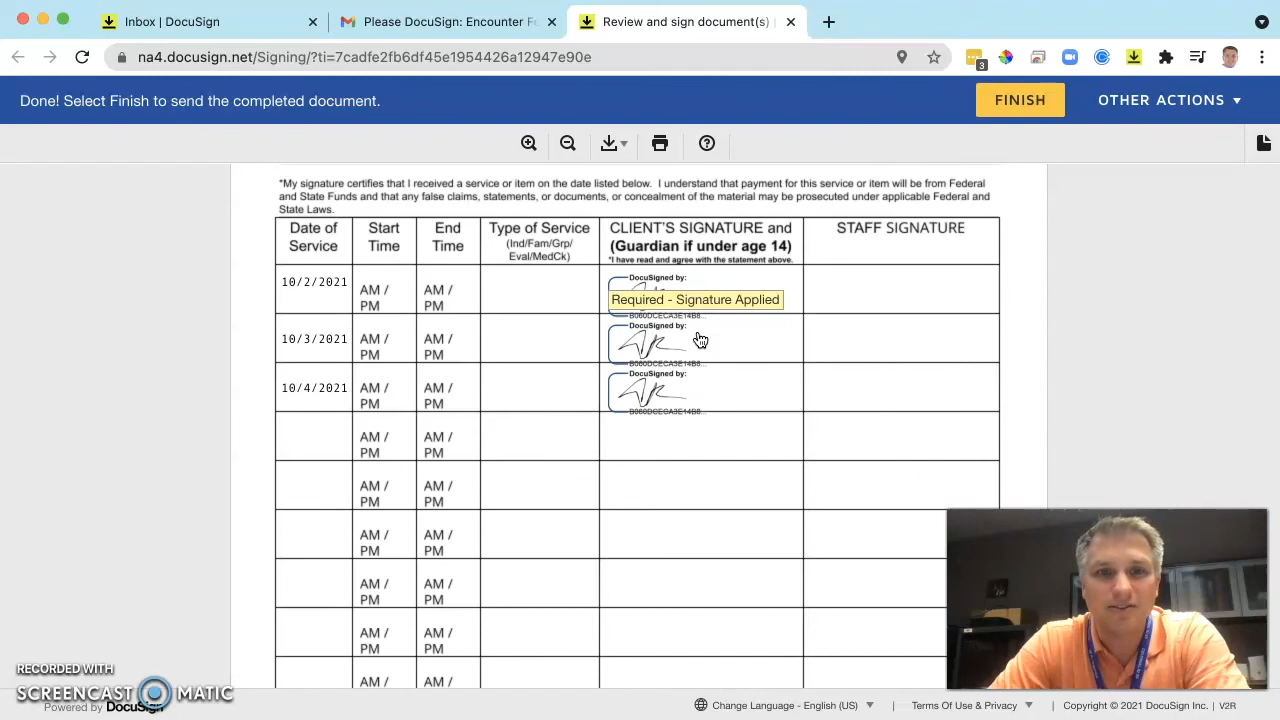 Inbox | DocuSign
Please DocuSign: Encounter Fo
Review and sign document(s) |
na4.docusign.net/Signing/?ti=7cadfe2fb6df45e1954426a12947e90e
3
Done! Select Finish to send the completed document.
FINISH
OTHER ACTIONS
*My signature certifies that I received a service or item on the date listed below. I understand that payment for this service or item will be from Federal
and State Funds and that any false claims, statements, or documents, or concealment of the material may be prosecuted under applicable Federal and
State Laws.
Date of Service
Start Time
End Time
Type of Service
(Ind/Fam/Grp/
Eval/MedCk)
CLIENT'S SIGNATURE and
(Guardian if under age 14)
*I have read and agree with the statement above.
STAFF SIGNATURE
10/2/2021
AM / PM
AM / PM
DocuSigned by:
Required - Signature Applied
B060DCECA3E14B8...
10/3/2021
AM / PM
AM / PM
DocuSigned by:
B060DCECA3E14B8...
10/4/2021
AM / PM
AM / PM
DocuSigned by:
B060DCECA3E14B8...
AM / PM
AM / PM
AM / PM
AM / PM
AM / PM
AM / PM
AM / PM
AM / PM
AM / PM
AM / PM
AM /
AM /
RECORDED WITH
SCREENCAST MATIC
Powered by DocuSign
Change Language - English (US)
| Terms Of Use & Privacy
| Copyright © 2021 DocuSign Inc. | V2R